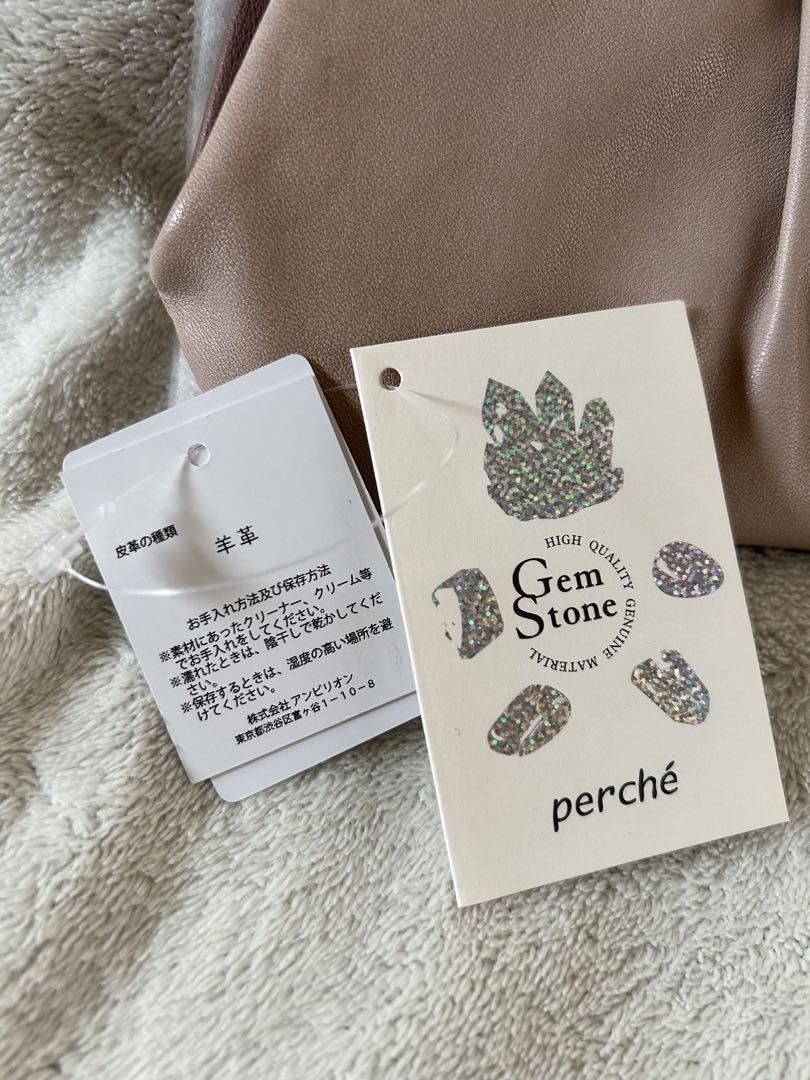 皮革の種類 羊革
お手入れ方法及び保存方法
※素材にあったクリーナー、クリーム等
でお手入れをしてください。
※濡れたときは、陰干しで乾かしてくだ
さい。
※保存するときは、湿度の高い場所を避
けてください。
株式会社アンビリオン
東京都渋谷区富ヶ谷1-10-8
HIGH QUALITY GENUINE MATERIAL
Gem
Stone
perché